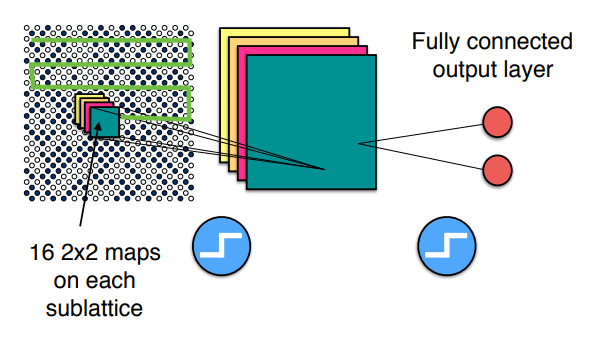 Fully connected
output layer
16 2x2 maps
on each
sublattice